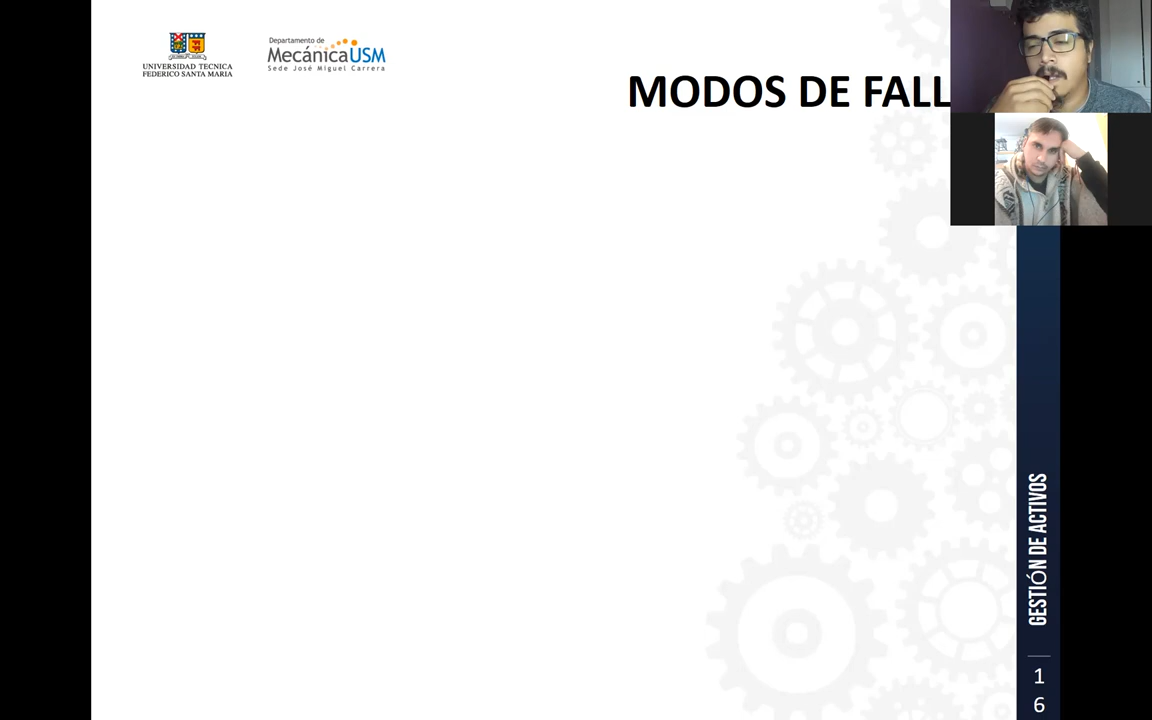 UNIVERSIDAD TECNICA
FEDERICO SANTA MARIA
Departamento de
MecánicaUSM
Sede José Miguel Carrera
MODOS DE FALL
GESTIÓN DE ACTIVOS
1
6